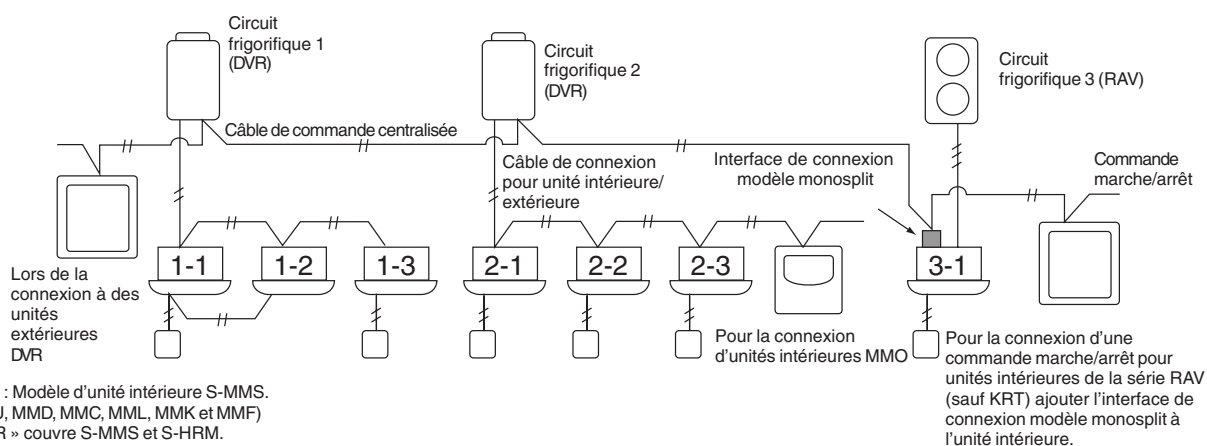 Circuit
frigorifique 1
(DVR)
Circuit
frigorifique 2
(DVR)
Circuit
frigorifique 3 (RAV)
Câble de commande centralisée
Câble de connexion
pour unité intérieure/
extérieure
Interface de connexion
modèle monosplit
Commande
marche/arrêt
1-1
1-2
1-3
2-1
2-2
2-3
3-1
Lors de la
connexion à des
unités
extérieures
DVR
Pour la connexion
d'unités intérieures MMO
Pour la connexion d'une
commande marche/arrêt pour
unités intérieures de la série RAV
(sauf KRT) ajouter l'interface de
connexion modèle monosplit à
l'unité intérieure.
: Modèle d'unité intérieure S-MMS.
, MMD, MMC, MML, MMK et MMF)
R » couvre S-MMS et S-HRM.